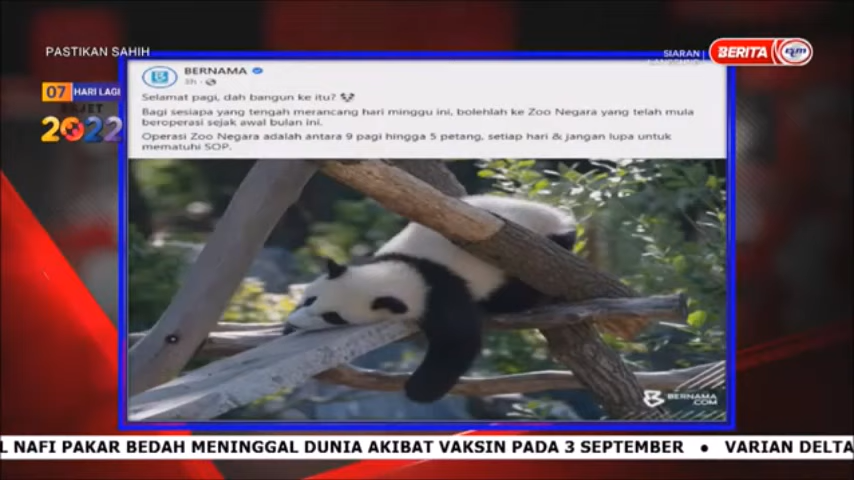 PASTIKAN SAHIH
SIARAN
LANGSUNG
BERITA
07 HARI LAGI
2022
BERNAMA
3h
Selamat pagi, dah bangun ke itu? 🐼
Bagi sesiapa yang tengah merancang hari minggu ini, bolehlah ke Zoo Negara yang telah mula
beroperasi sejak awal bulan ini.
Operasi Zoo Negara adalah antara 9 pagi hingga 5 petang, setiap hari & jangan lupa untuk
mematuhi SOP.
BERNAMA
.COM
L NAFI PAKAR BEDAH MENINGGAL DUNIA AKIBAT VAKSIN PADA 3 SEPTEMBER • VARIAN DELTA